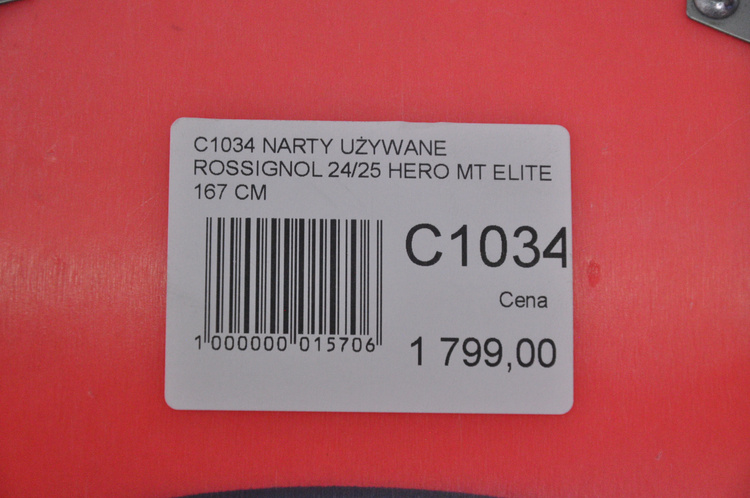 C1034 NARTY UŻYWANE
ROSSIGNOL 24/25 HERO MT ELITE
167 CM
C1034
Cena
1 000000 015706
1 799,00